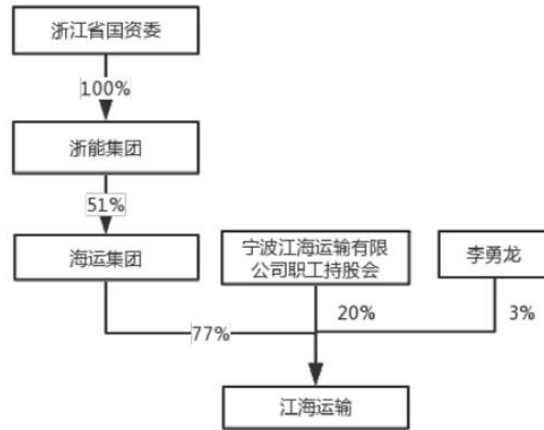 浙江省国资委
100%
浙能集团
51%
海运集团
宁波江海运输有限
公司职工持股会
李勇龙
77%
20%
3%
江海运输